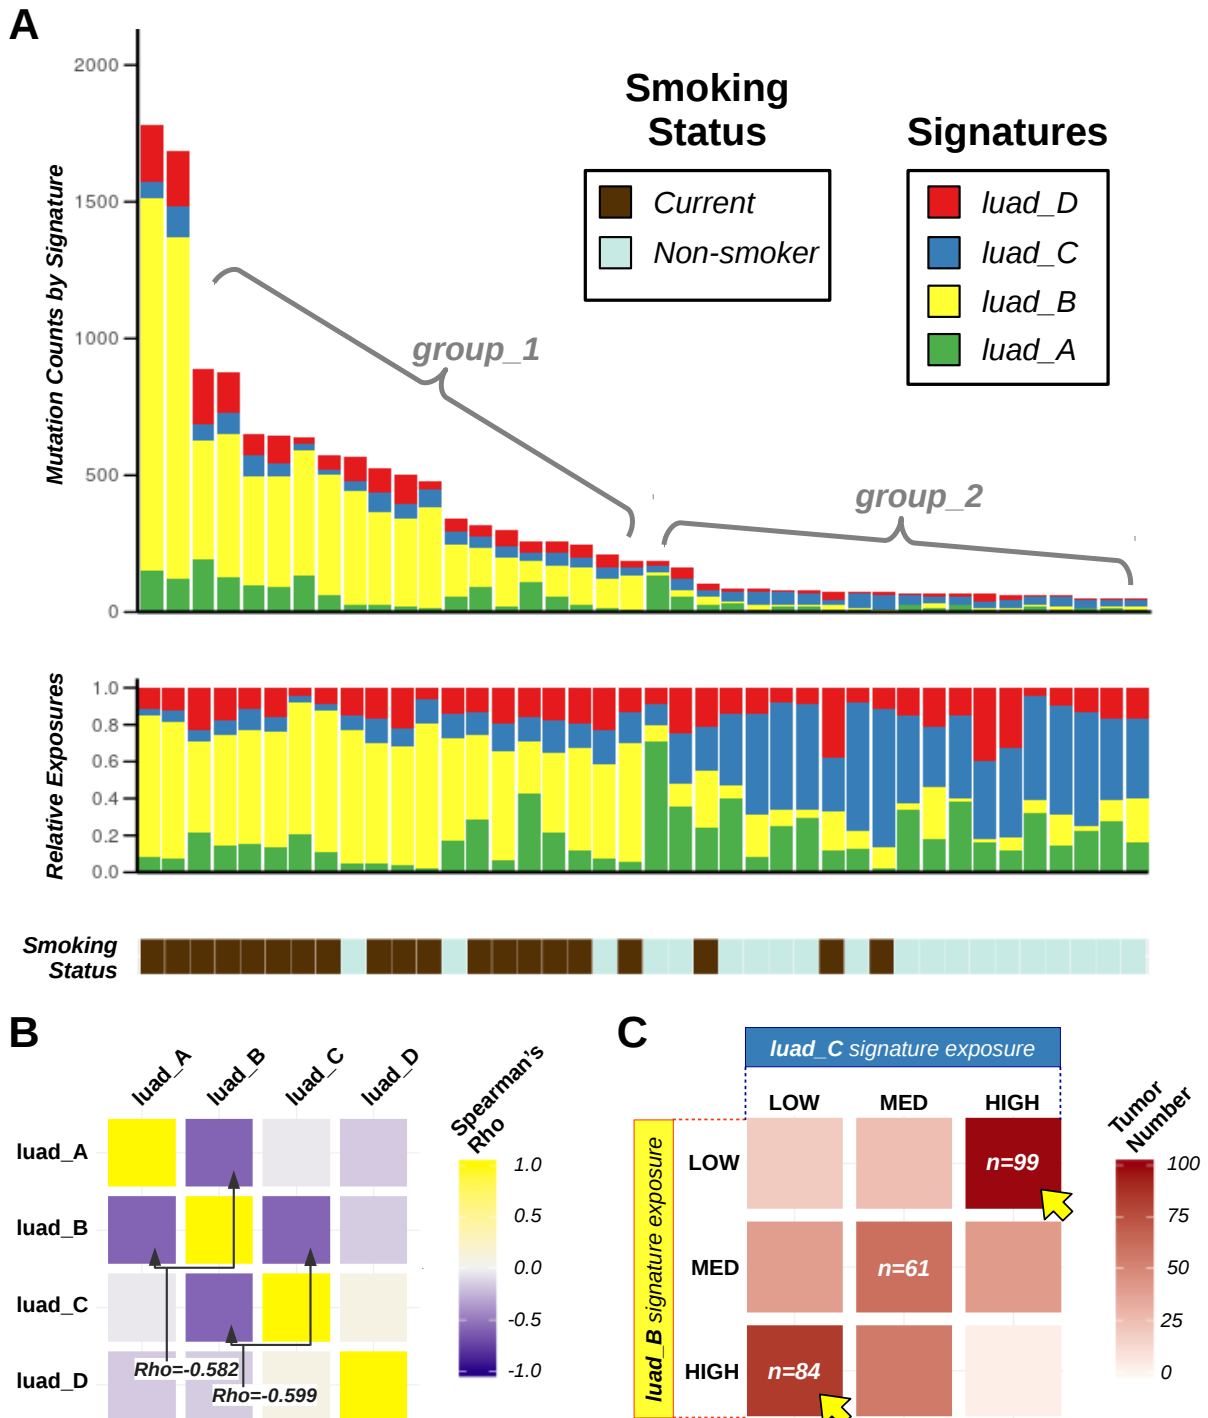 A
Smoking
Status
Current
Non-smoker
Signatures
luad_D
luad_C
luad_B
luad_A
Mutation Counts by Signature
2000
1500
1000
500
0
group_1
group_2
Relative Exposures
1.0
0.8
0.6
0.4
0.2
0.0
Smoking
Status
B
luad_A
luad_B
luad_C
luad_D
luad_A
luad_B
luad_C
luad_D
Rho=-0.582
Rho=-0.599
Spearman's
Rho
1.0
0.5
0.0
-0.5
-1.0
C
luad_C signature exposure
LOW MED HIGH
luad_B signature exposure
LOW
MED
HIGH
n=99
n=61
n=84
Tumor
Number
100
75
50
25
0